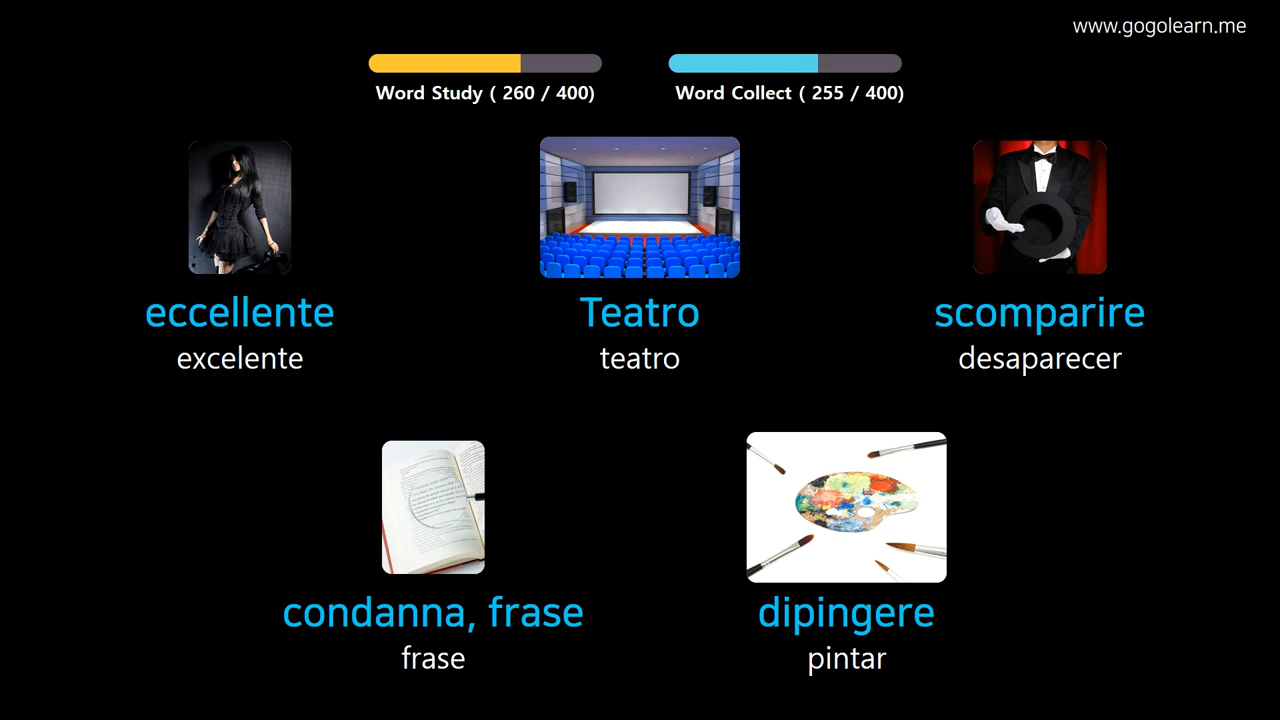 www.gogolearn.me
Word Study ( 260 / 400)
Word Collect ( 255 / 400)
eccellente
excelente
Teatro
teatro
scomparire
desaparecer
condanna, frase
frase
dipingere
pintar